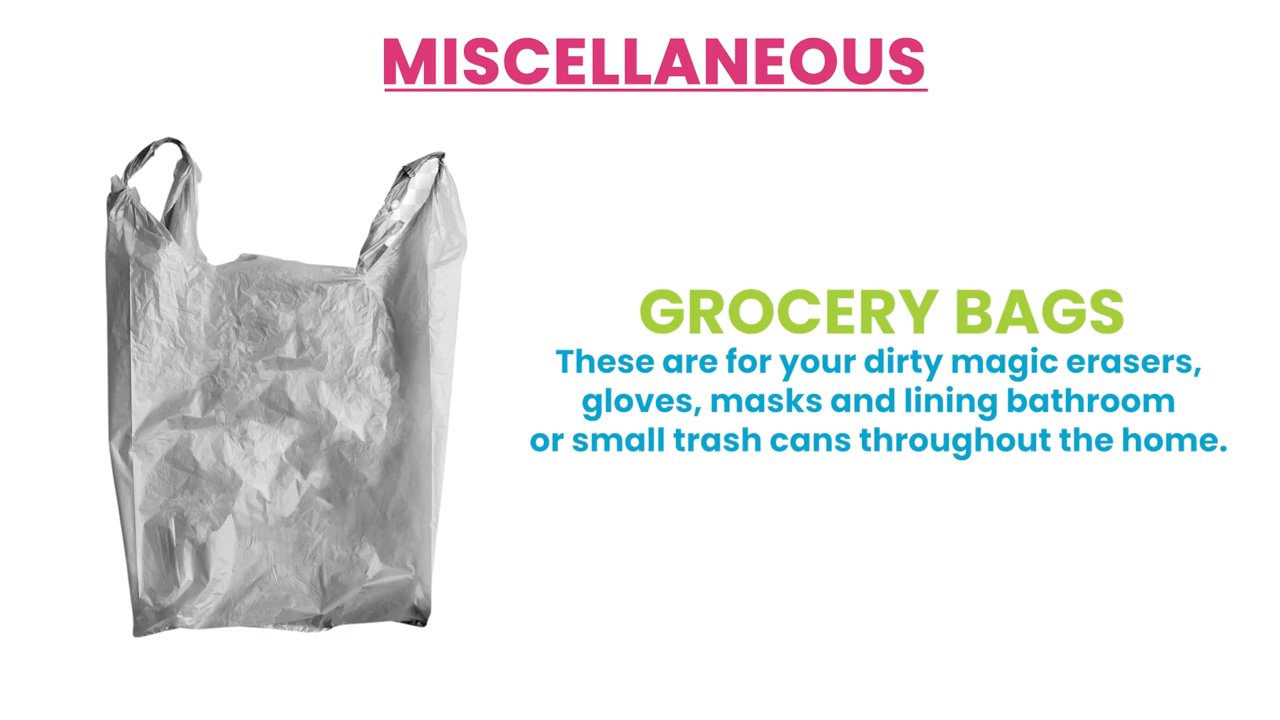 MISCELLANEOUS
GROCERY BAGS
These are for your dirty magic erasers,
gloves, masks and lining bathroom
or small trash cans throughout the home.